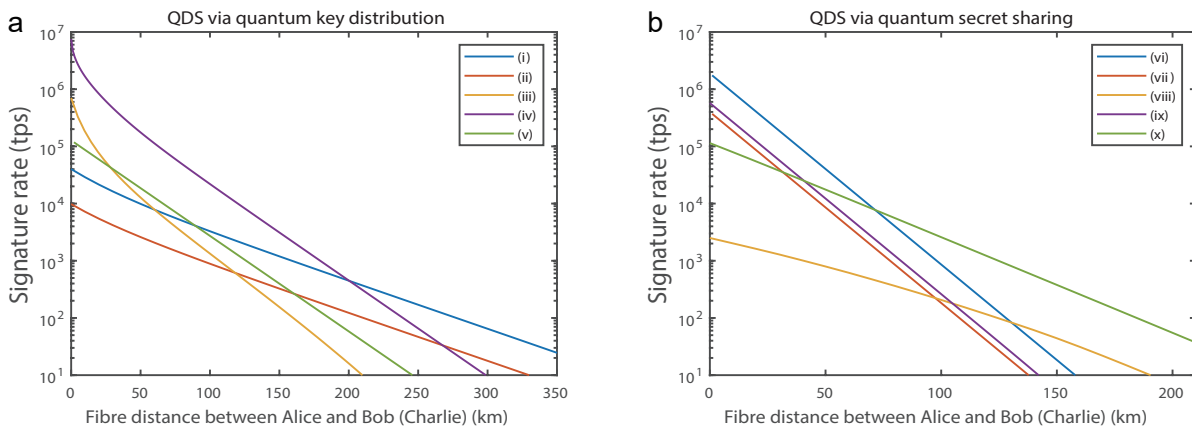 a
QDS via quantum key distribution
10^7
10^6
10^5
10^4
10^3
10^2
10^1
Signature rate (tps)
(i)
(ii)
(iii)
(iv)
(v)
0 50 100 150 200 250 300 350
Fibre distance between Alice and Bob (Charlie) (km)
b
QDS via quantum secret sharing
10^7
10^6
10^5
10^4
10^3
10^2
10^1
Signature rate (tps)
(vi)
(vii)
(viii)
(ix)
(x)
0 50 100 150 200
Fibre distance between Alice and Bob (Charlie) (km)